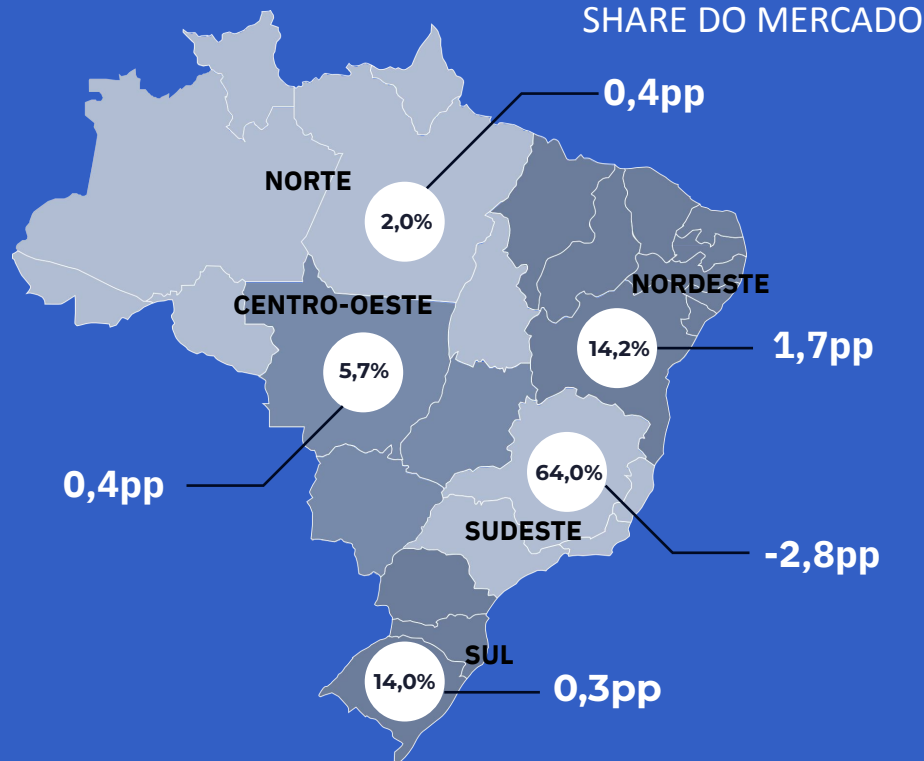 SHARE DO MERCADO
0,4pp
NORTE
2,0%
NORDESTE
CENTRO-OESTE
14,2%
1,7pp
5,7%
0,4pp
64,0%
SUDESTE
-2,8pp
SUL
14,0%
0,3pp